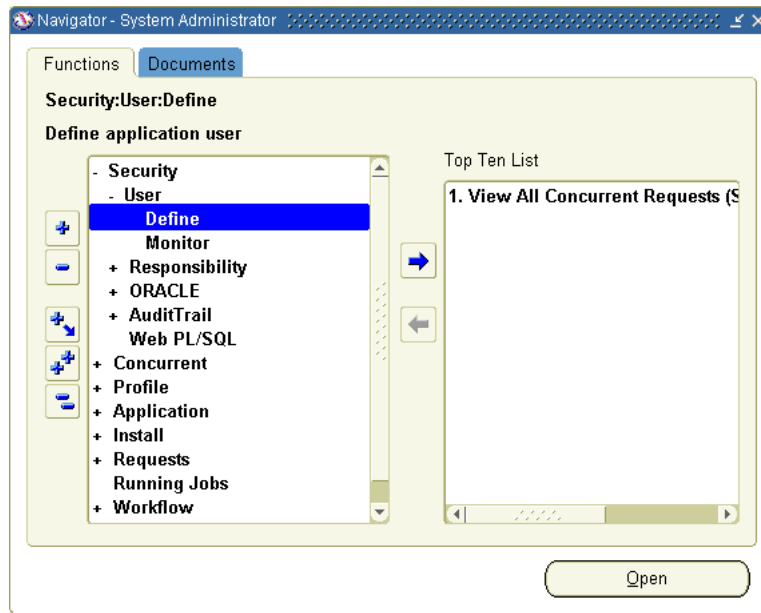 Navigator - System Administrator
Functions
Documents
Security:User:Define
Define application user
Top Ten List
- Security
- User
Define
Monitor
+ Responsibility
+ ORACLE
+ AuditTrail
Web PL/SQL
+ Concurrent
+ Profile
+ Application
+ Install
+ Requests
Running Jobs
+ Workflow
1. View All Concurrent Requests (S
Open